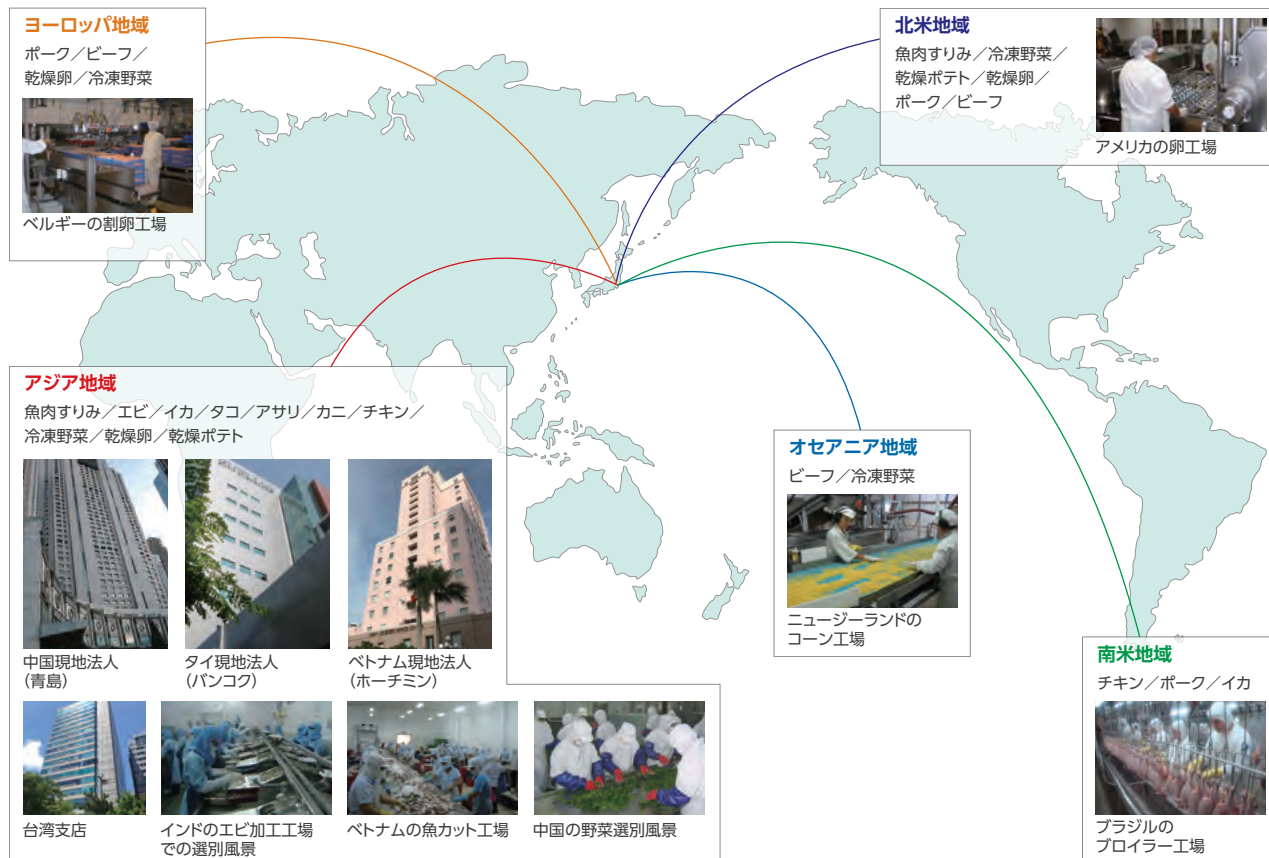 ヨーロッパ地域
ポーク／ビーフ／
乾燥卵／冷凍野菜
ベルギーの割卵工場
北米地域
魚肉すりみ／冷凍野菜／
乾燥ポテト／乾燥卵／
ポーク／ビーフ
アメリカの卵工場
アジア地域
魚肉すりみ／エビ／イカ／タコ／アサリ／カニ／チキン／
冷凍野菜／乾燥卵／乾燥ポテト
中国現地法人
(青島)
タイ現地法人
(バンコク)
ベトナム現地法人
(ホーチミン)
台湾支店
インドのエビ加工工場
での選別風景
ベトナムの魚カット工場
中国の野菜選別風景
オセアニア地域
ビーフ／冷凍野菜
ニュージーランドの
コーン工場
南米地域
チキン／ポーク／イカ
ブラジルの
ブロイラー工場